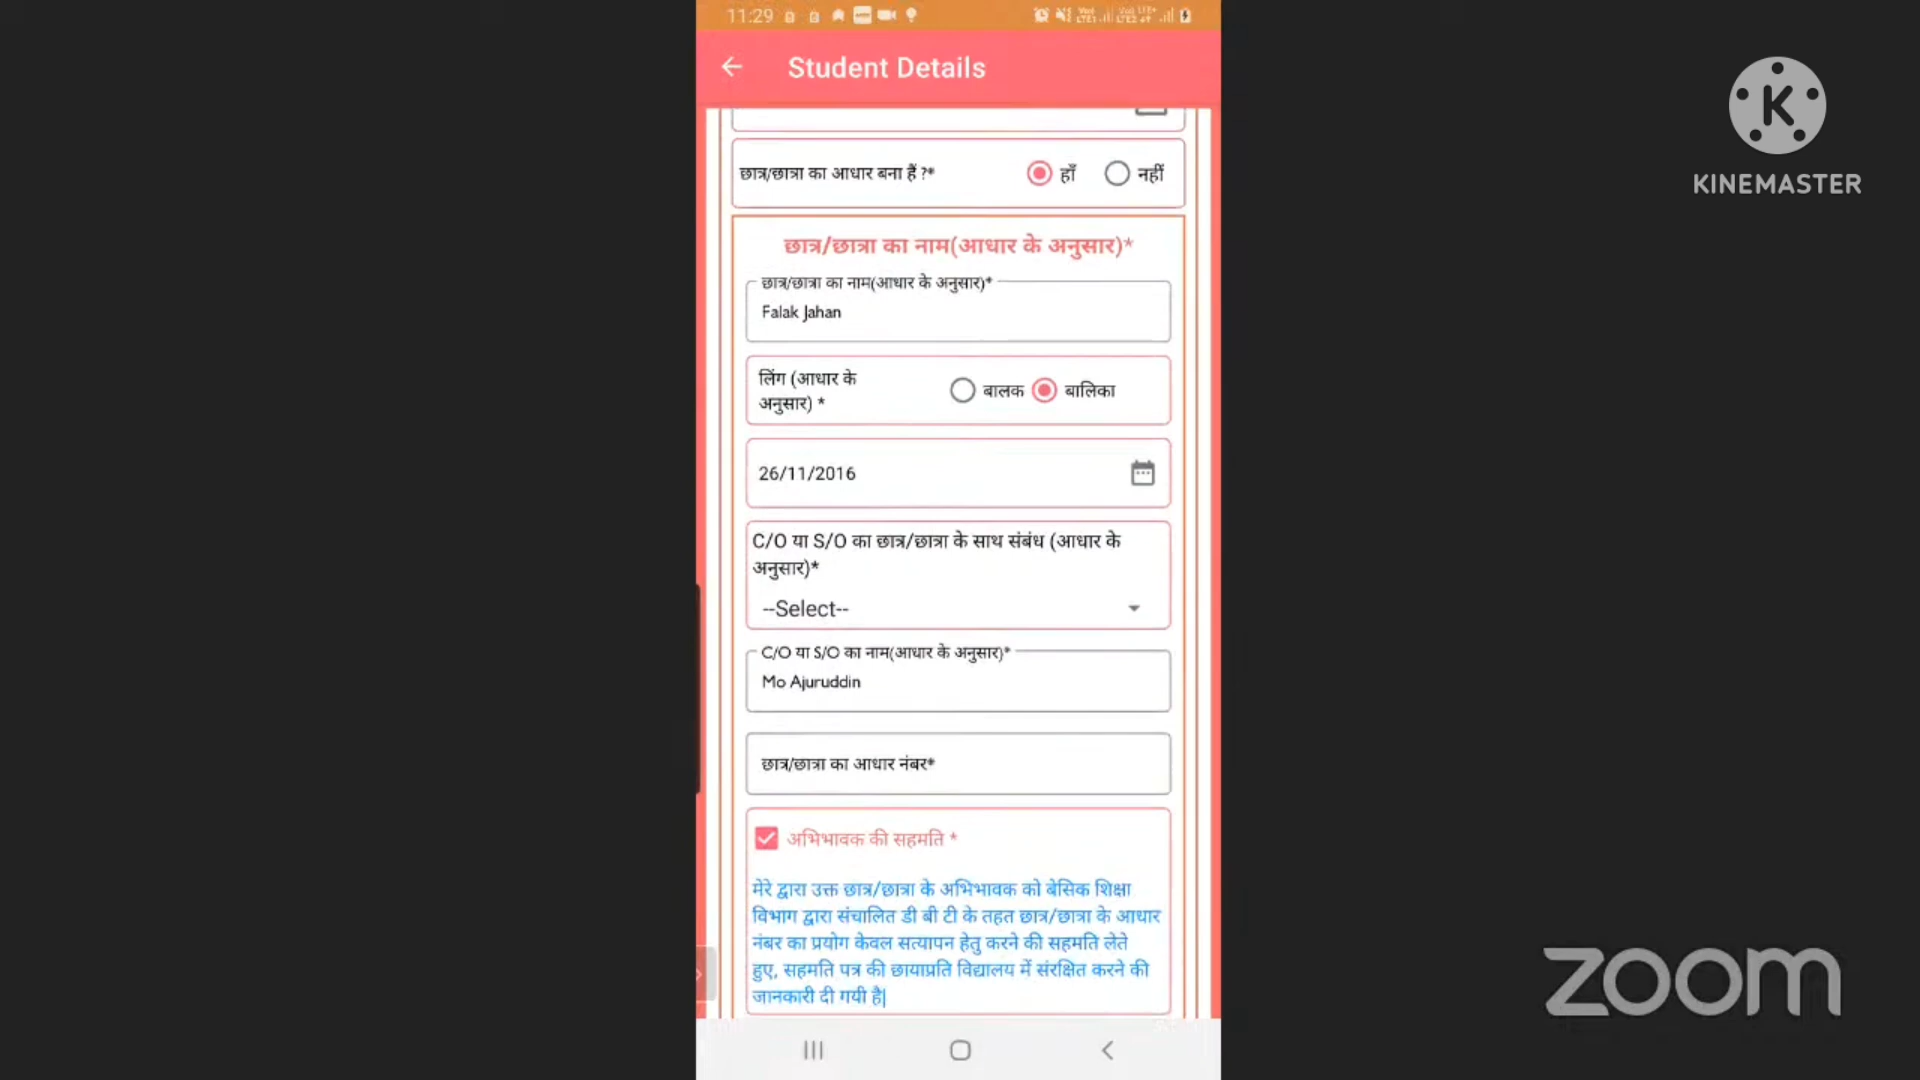 11:29
Student Details
KINEMASTER
छात्र/छात्रा का आधार बना हैं ?*
हाँ
नहीं
छात्र/छात्रा का नाम(आधार के अनुसार)*
छात्र/छात्रा का नाम(आधार के अनुसार)*
Falak Jahan
लिंग (आधार के
अनुसार) *
बालक
बालिका
26/11/2016
C/O या S/O का छात्र/छात्रा के साथ संबंध (आधार के
अनुसार)*
--Select--
C/O या S/O का नाम(आधार के अनुसार)*
Mo Ajuruddin
छात्र/छात्रा का आधार नंबर*
अभिभावक की सहमति *
मेरे द्वारा उक्त छात्र/छात्रा के अभिभावक को बेसिक शिक्षा
विभाग द्वारा संचालित डी बी टी के तहत छात्र/छात्रा के आधार
नंबर का प्रयोग केवल सत्यापन हेतु करने की सहमति लेते
हुए, सहमति पत्र की छायाप्रति विद्यालय में संरक्षित करने की
जानकारी दी गयी है|
zoom